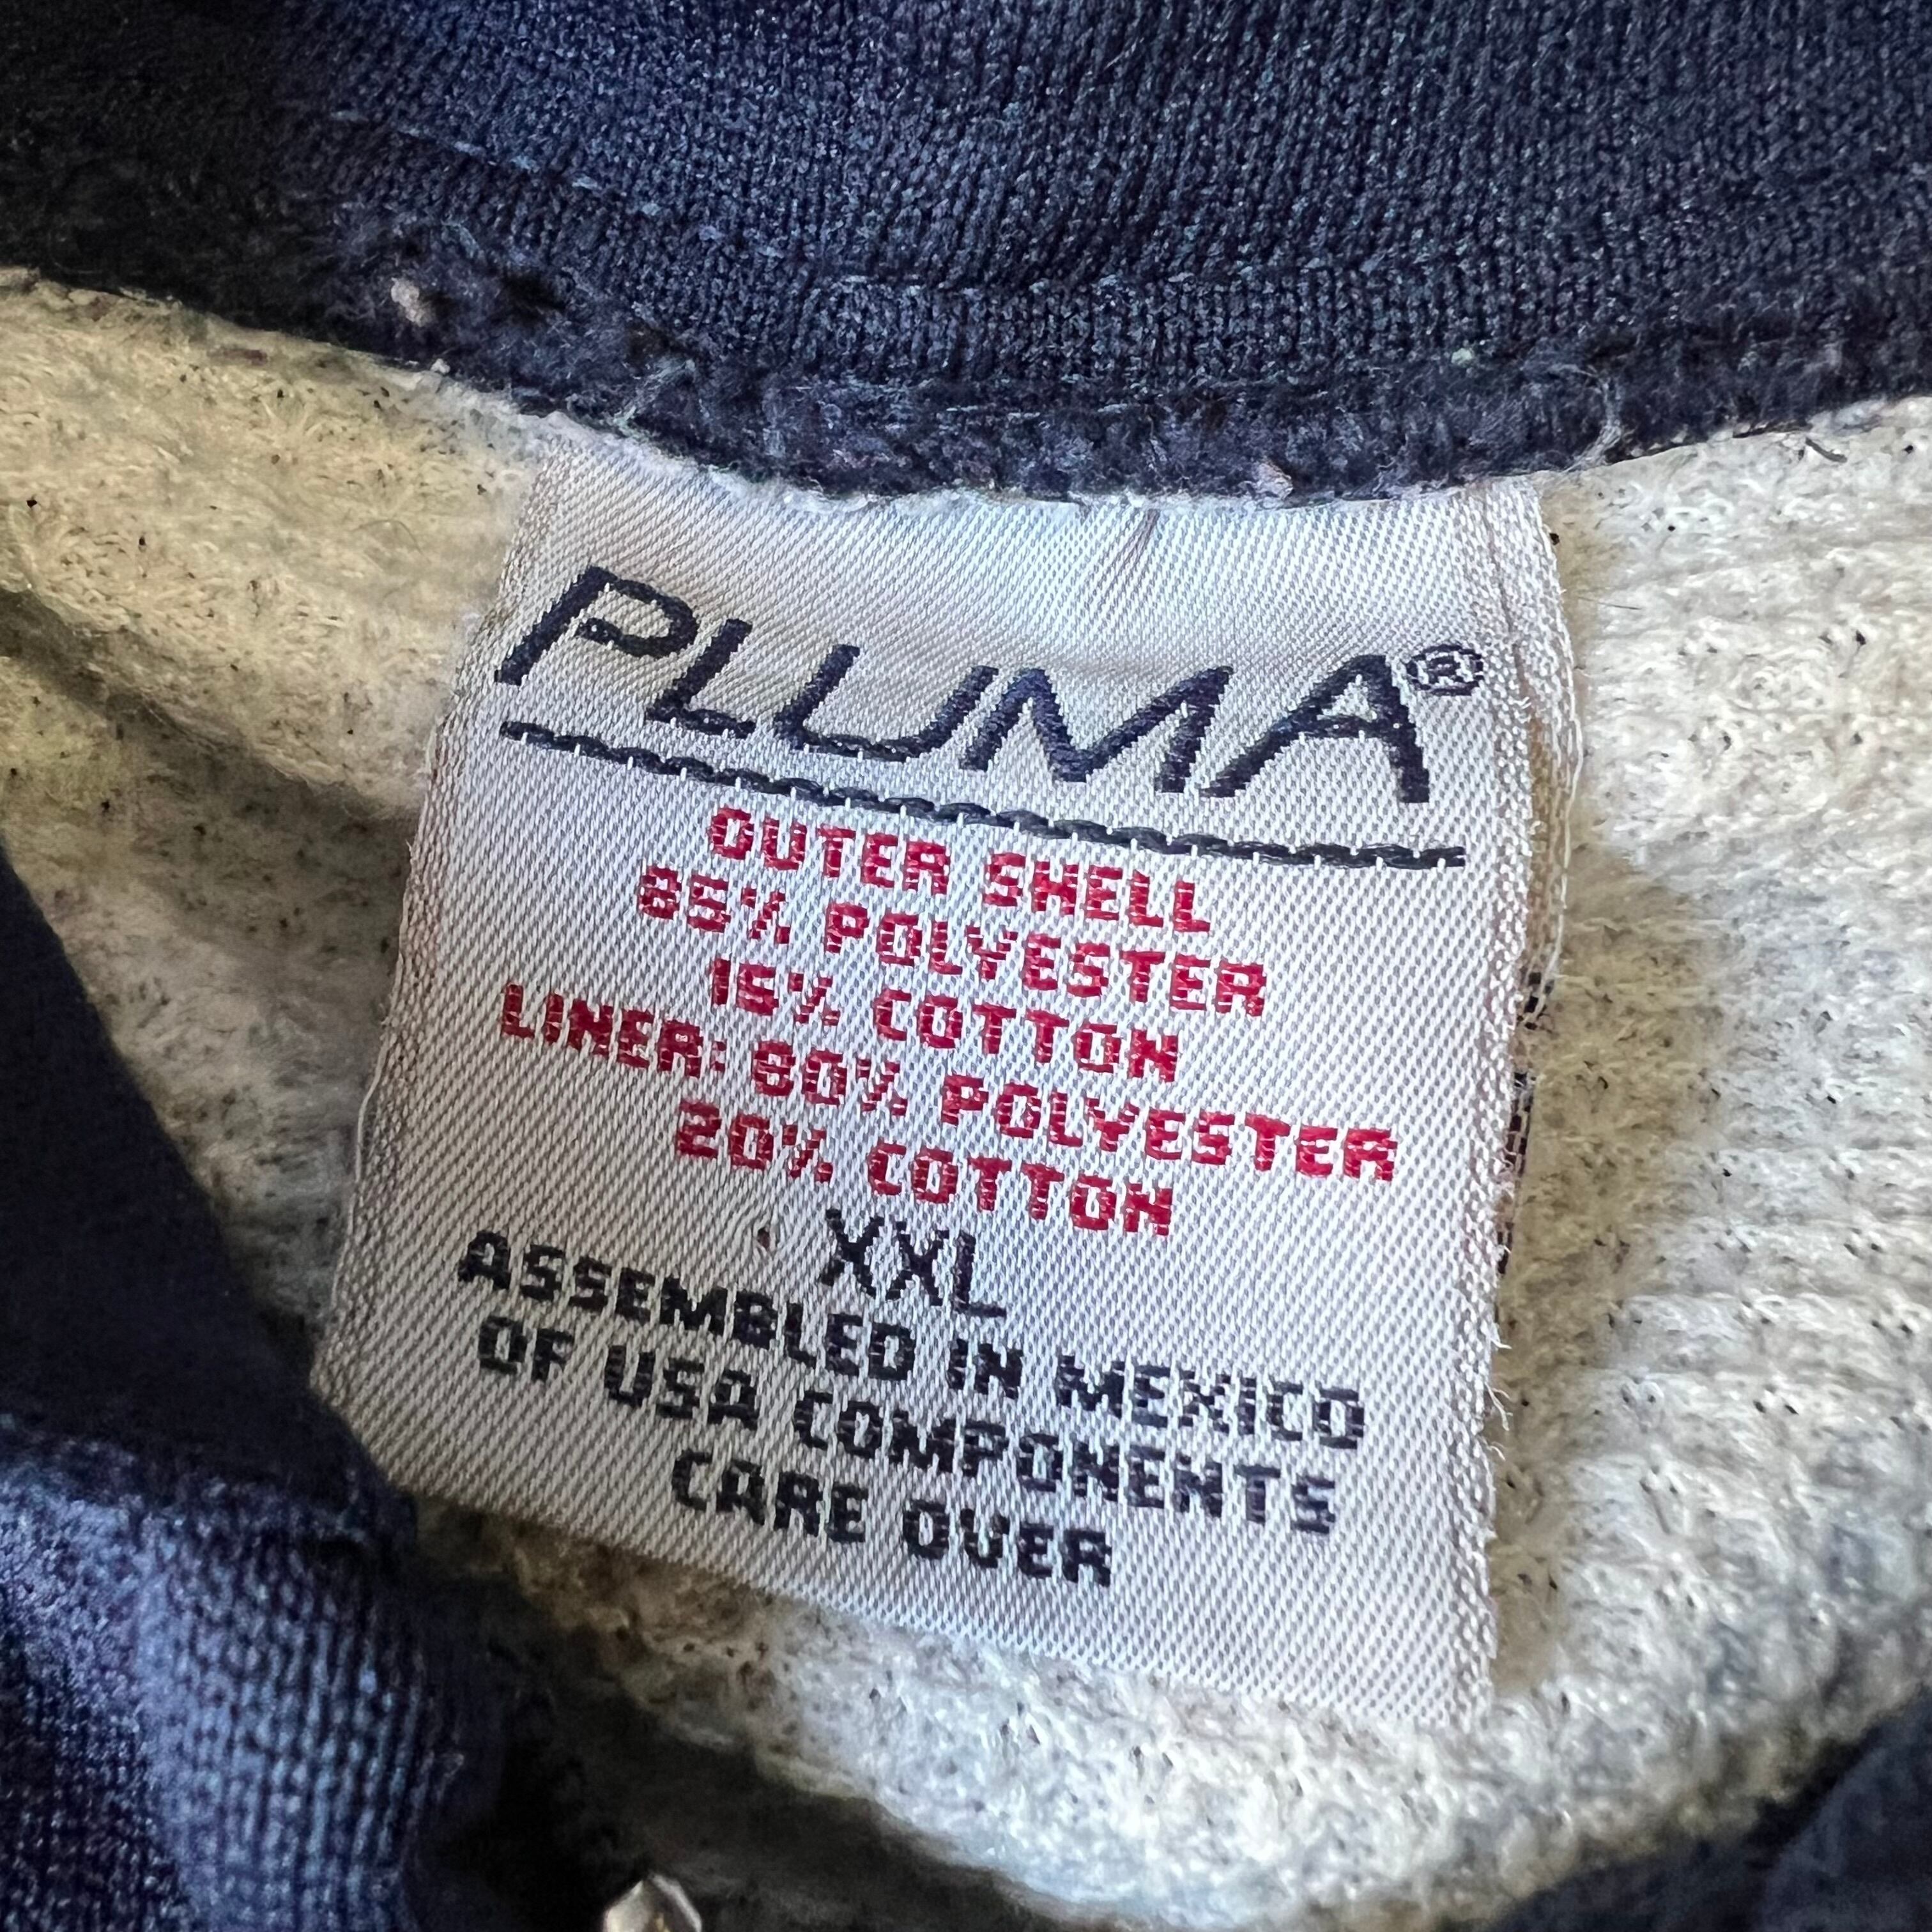 PLUMA®
OUTER SHELL
85% POLYESTER
15% COTTON
LINER: 80% POLYESTER
20% COTTON
XXL
ASSEMBLED IN MEXICO
OF USA COMPONENTS
CARE OVER